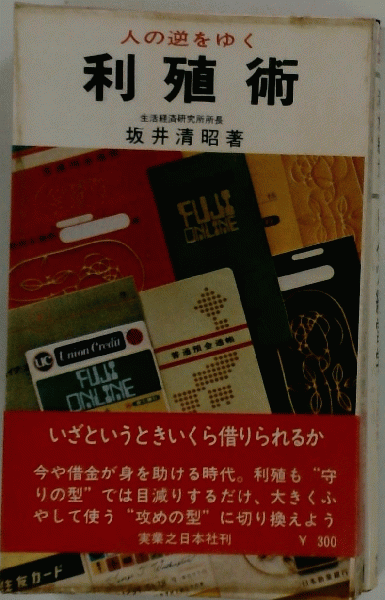 人の逆をゆく
利殖術
生活経済研究所所長
坂井清昭著
FUJI
ONLINE
Union Credit
UC
FUJI
ONLINE
普通預金通帳
いざというときいくら借りられるか
今や借金が身を助ける時代。利殖も“守
りの型”では目減りするだけ、大きくふ
やして使う“攻めの型”に切り換えよう
実業之日本社刊
¥ 300
住友カード